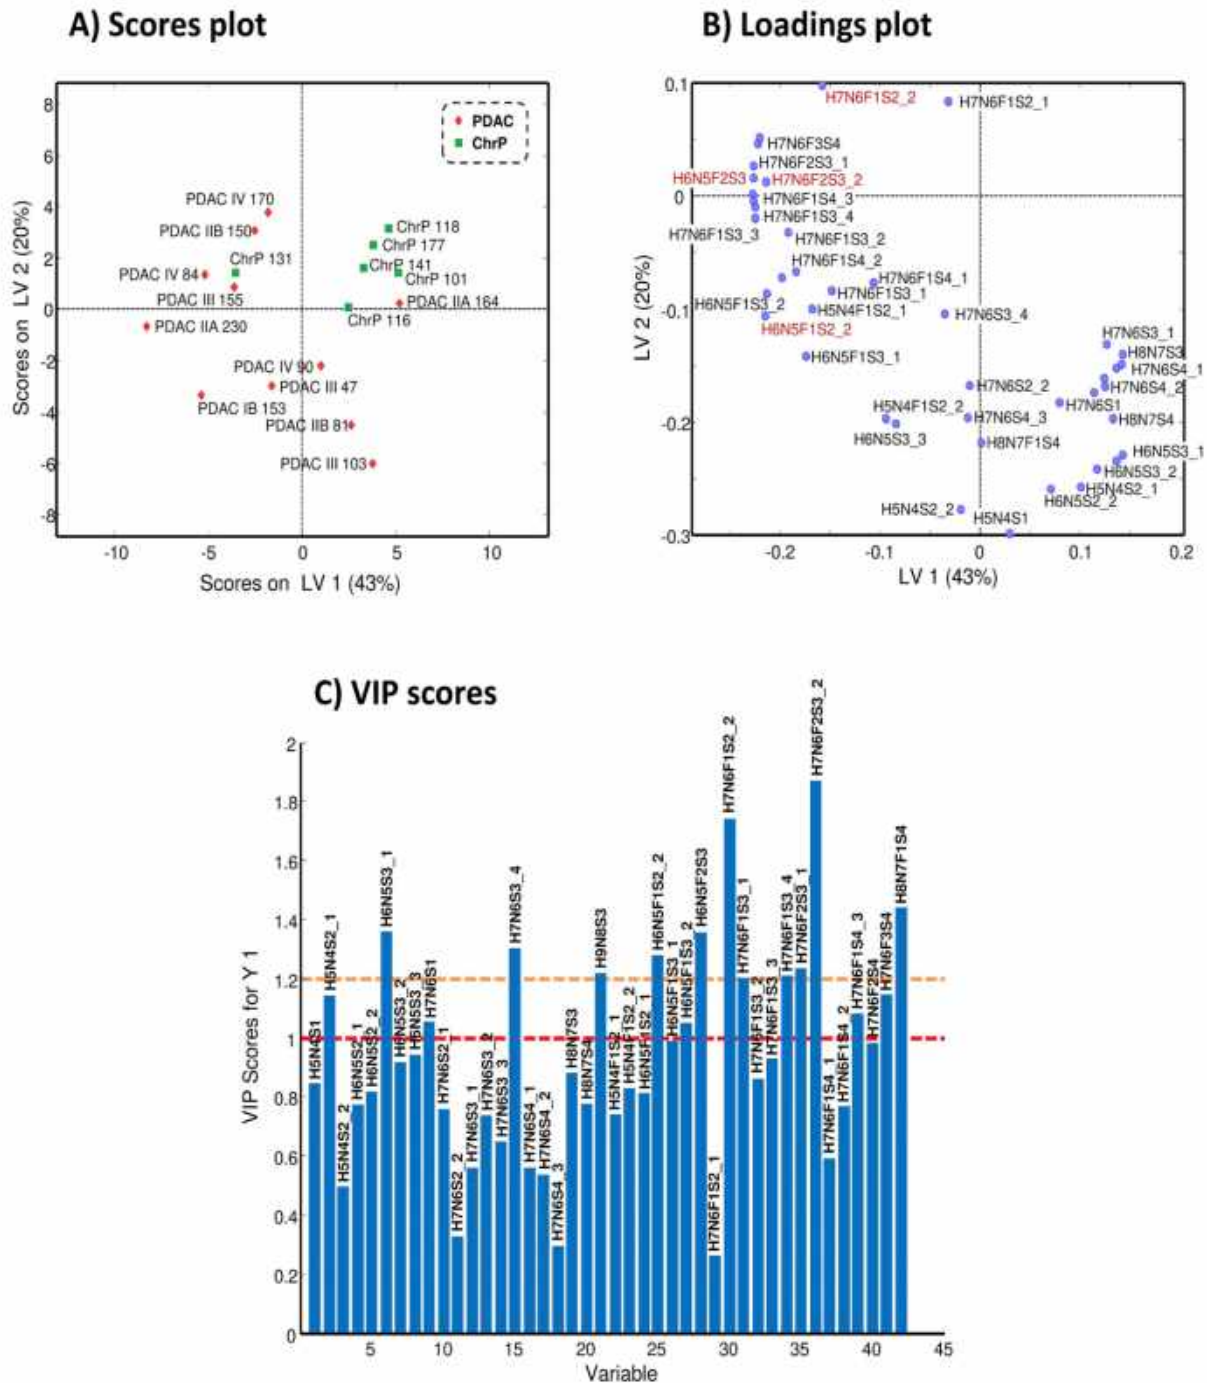 A) Scores plot
8
6
4
2
0
-2
-4
-6
-8
-10
-5
0
5
10
Scores on LV 2 (20%)
Scores on LV 1 (43%)
PDAC
ChrP
PDAC IV 170
PDAC IIB 150
ChrP 131
PDAC IV 84
PDAC III 155
PDAC IIA 230
ChrP 118
ChrP 177
ChrP 141
ChrP 101
PDAC IIA 164
ChrP 116
PDAC IV 90
PDAC III 47
PDAC IB 153
PDAC IIB 81
PDAC III 103
B) Loadings plot
0.1
0
-0.1
-0.2
-0.3
-0.2
-0.1
0
0.1
0.2
LV 2 (20%)
LV 1 (43%)
H7N6F1S2_2
H7N6F1S2_1
H7N6F3S4
H7N6F2S3_1
H6N5F2S3
H7N6F2S3_2
H7N6F1S4_3
H7N6F1S3_4
H7N6F1S3_3
H7N6F1S3_2
H7N6F1S4_2
H7N6F1S4_1
H7N6F1S3_1
H6N5F1S3_2
H5N4F1S2_1
H7N6S3_4
H6N5F1S2_2
H7N6S3_1
H8N7S3
H6N5F1S3_1
H7N6S4_1
H7N6S2_2
H7N6S4_2
H7N6S1
H5N4F1S2_2
H7N6S4_3
H8N7S4
H6N5S3_3
H8N7F1S4
H6N5S3_1
H6N5S3_2
H5N4S2_1
H6N5S2_2
H5N4S2_2
H5N4S1
C) VIP scores
2
1.8
1.6
1.4
1.2
1
0.8
0.6
0.4
0.2
0
VIP Scores for Y 1
H5N4S1
H5N4S2_1
H5N4S2_2
H6N5S2_1
H6N5S2_2
H6N5S3_1
H6N5S3_2
H6N5S3_3
H7N6S1
H7N6S2_1
H7N6S2_2
H7N6S3_1
H7N6S3_2
H7N6S3_3
H7N6S3_4
H7N6S4_1
H7N6S4_2
H7N6S4_3
H8N7S3
H8N7S4
H9N8S3
H5N4F1S2_1
H5N4F1S2_2
H6N5F1S2_1
H6N5F1S2_2
H6N5F1S3_1
H6N5F1S3_2
H6N5F2S3
H7N6F1S2_1
H7N6F1S2_2
H7N6F1S3_1
H7N6F1S3_2
H7N6F1S3_3
H7N6F1S3_4
H7N6F2S3_1
H7N6F2S3_2
H7N6F1S4_1
H7N6F1S4_2
H7N6F1S4_3
H7N6F2S4
H7N6F3S4
H8N7F1S4
5
10
15
20
25
30
35
40
45
Variable